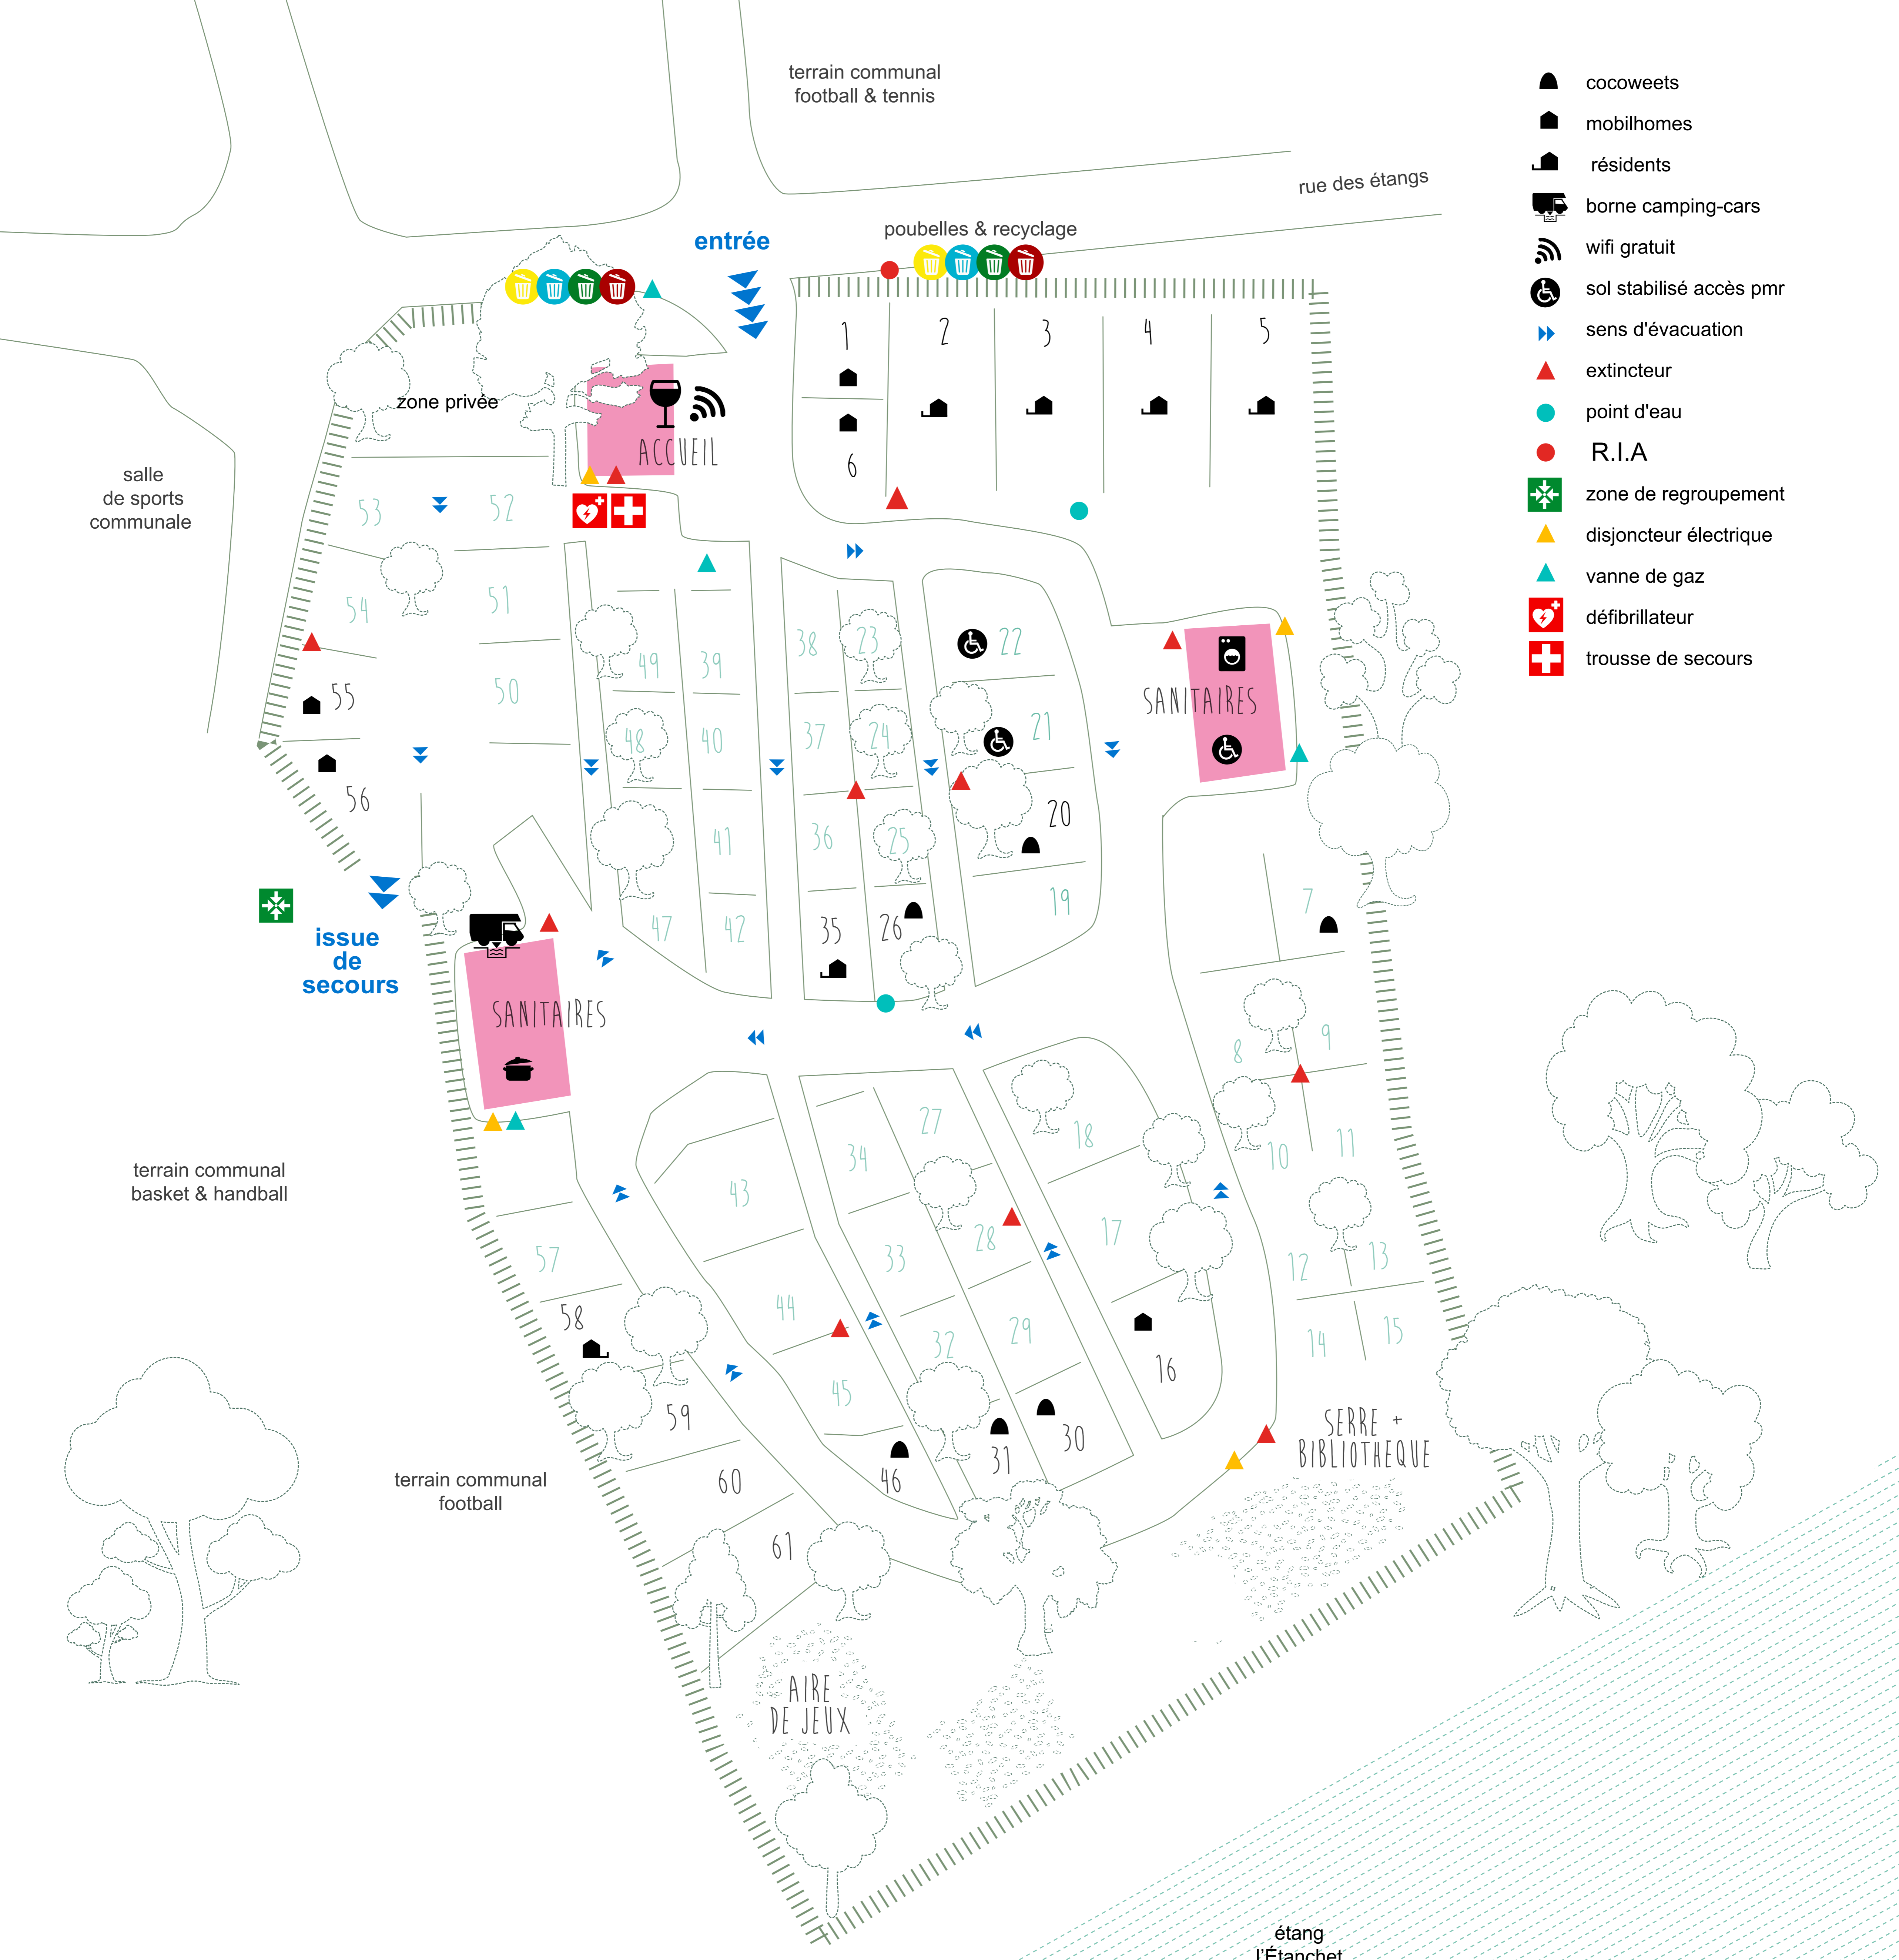 terrain communal
football & tennis
rue des étangs
poubelles & recyclage
entrée
zone privée
ACCUEIL
salle
de sports
communale
cocoweets
mobilhomes
résidents
borne camping-cars
wifi gratuit
sol stabilisé accès pmr
sens d'évacuation
extincteur
point d'eau
R.I.A
zone de regroupement
disjoncteur électrique
vanne de gaz
défibrillateur
trousse de secours
1
2
3
4
5
6
53
52
54
51
55
50
56
49
39
48
40
41
47
42
38
23
37
24
36
25
35
26
22
21
20
19
SANITAIRES
7
8
9
10
11
12
13
14
15
issue
de
secours
SANITAIRES
terrain communal
basket & handball
43
44
45
46
34
27
33
28
32
29
31
30
18
17
16
57
58
59
60
61
terrain communal
football
SERRE +
BIBLIOTHEQUE
AIRE
DE JEUX
étang
l'Étanchet